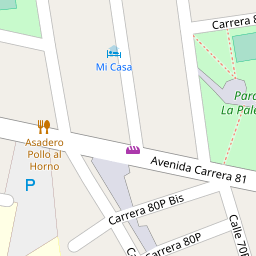 Carrera 8
Mi Casa
Par
La Pale
Asadero
Pollo al
Horno
P
Avenida Carrera 81
Carrera 80P Bis
Carrera 80P
Calle 70